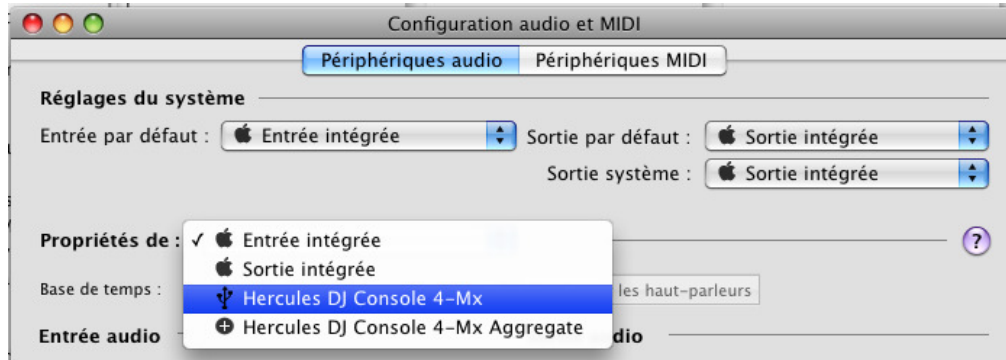 Configuration audio et MIDI
Périphériques audio Périphériques MIDI
Réglages du système
Entrée par défaut : Entrée intégrée Sortie par défaut : Sortie intégrée
Sortie système : Sortie intégrée
Propriétés de : ✓ Entrée intégrée ?
Sortie intégrée
Base de temps : Hercules DJ Console 4-Mx les haut-parleurs
Hercules DJ Console 4-Mx Aggregate
Entrée audio dio